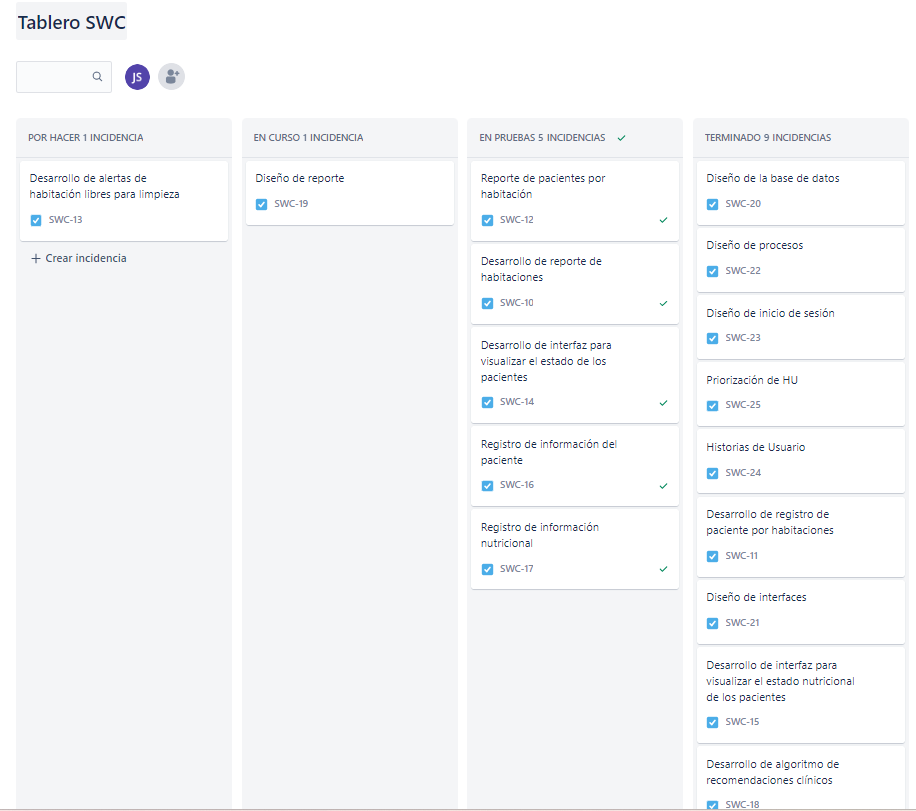 Tablero SWC
JS
POR HACER 1 INCIDENCIA
Desarrollo de alertas de
habitación libres para limpieza
SWC-13
+ Crear incidencia
EN CURSO 1 INCIDENCIA
Diseño de reporte
SWC-19
EN PRUEBAS 5 INCIDENCIAS
Reporte de pacientes por
habitación
SWC-12
Desarrollo de reporte de
habitaciones
SWC-10
Desarrollo de interfaz para
visualizar el estado de los
pacientes
SWC-14
Registro de información del
paciente
SWC-16
Registro de información
nutricional
SWC-17
TERMINADO 9 INCIDENCIAS
Diseño de la base de datos
SWC-20
Diseño de procesos
SWC-22
Diseño de inicio de sesión
SWC-23
Priorización de HU
SWC-25
Historias de Usuario
SWC-24
Desarrollo de registro de
paciente por habitaciones
SWC-11
Diseño de interfaces
SWC-21
Desarrollo de interfaz para
visualizar el estado nutricional
de los pacientes
SWC-15
Desarrollo de algoritmo de
recomendaciones clínicos
SWC-18